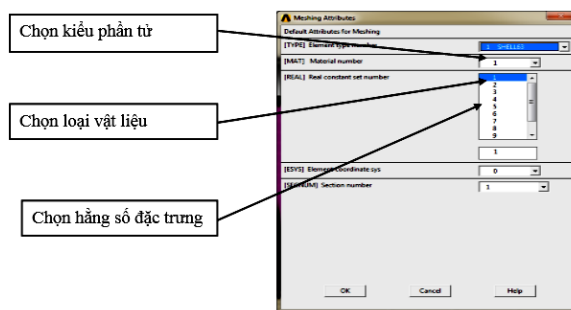 Chọn kiểu phần tử
Chọn loại vật liệu
Chọn hằng số đặc trưng
Meshing Attributes
Default Attributes for Meshing
[TYPE] Element type number
1 SHELL63
[MAT] Material number
1
[REAL] Real constant set number
1
2
3
4
5
6
7
8
9
1
[ESYS] Element coordinate sys
0
[SECNUM] Section number
1
OK
Cancel
Help